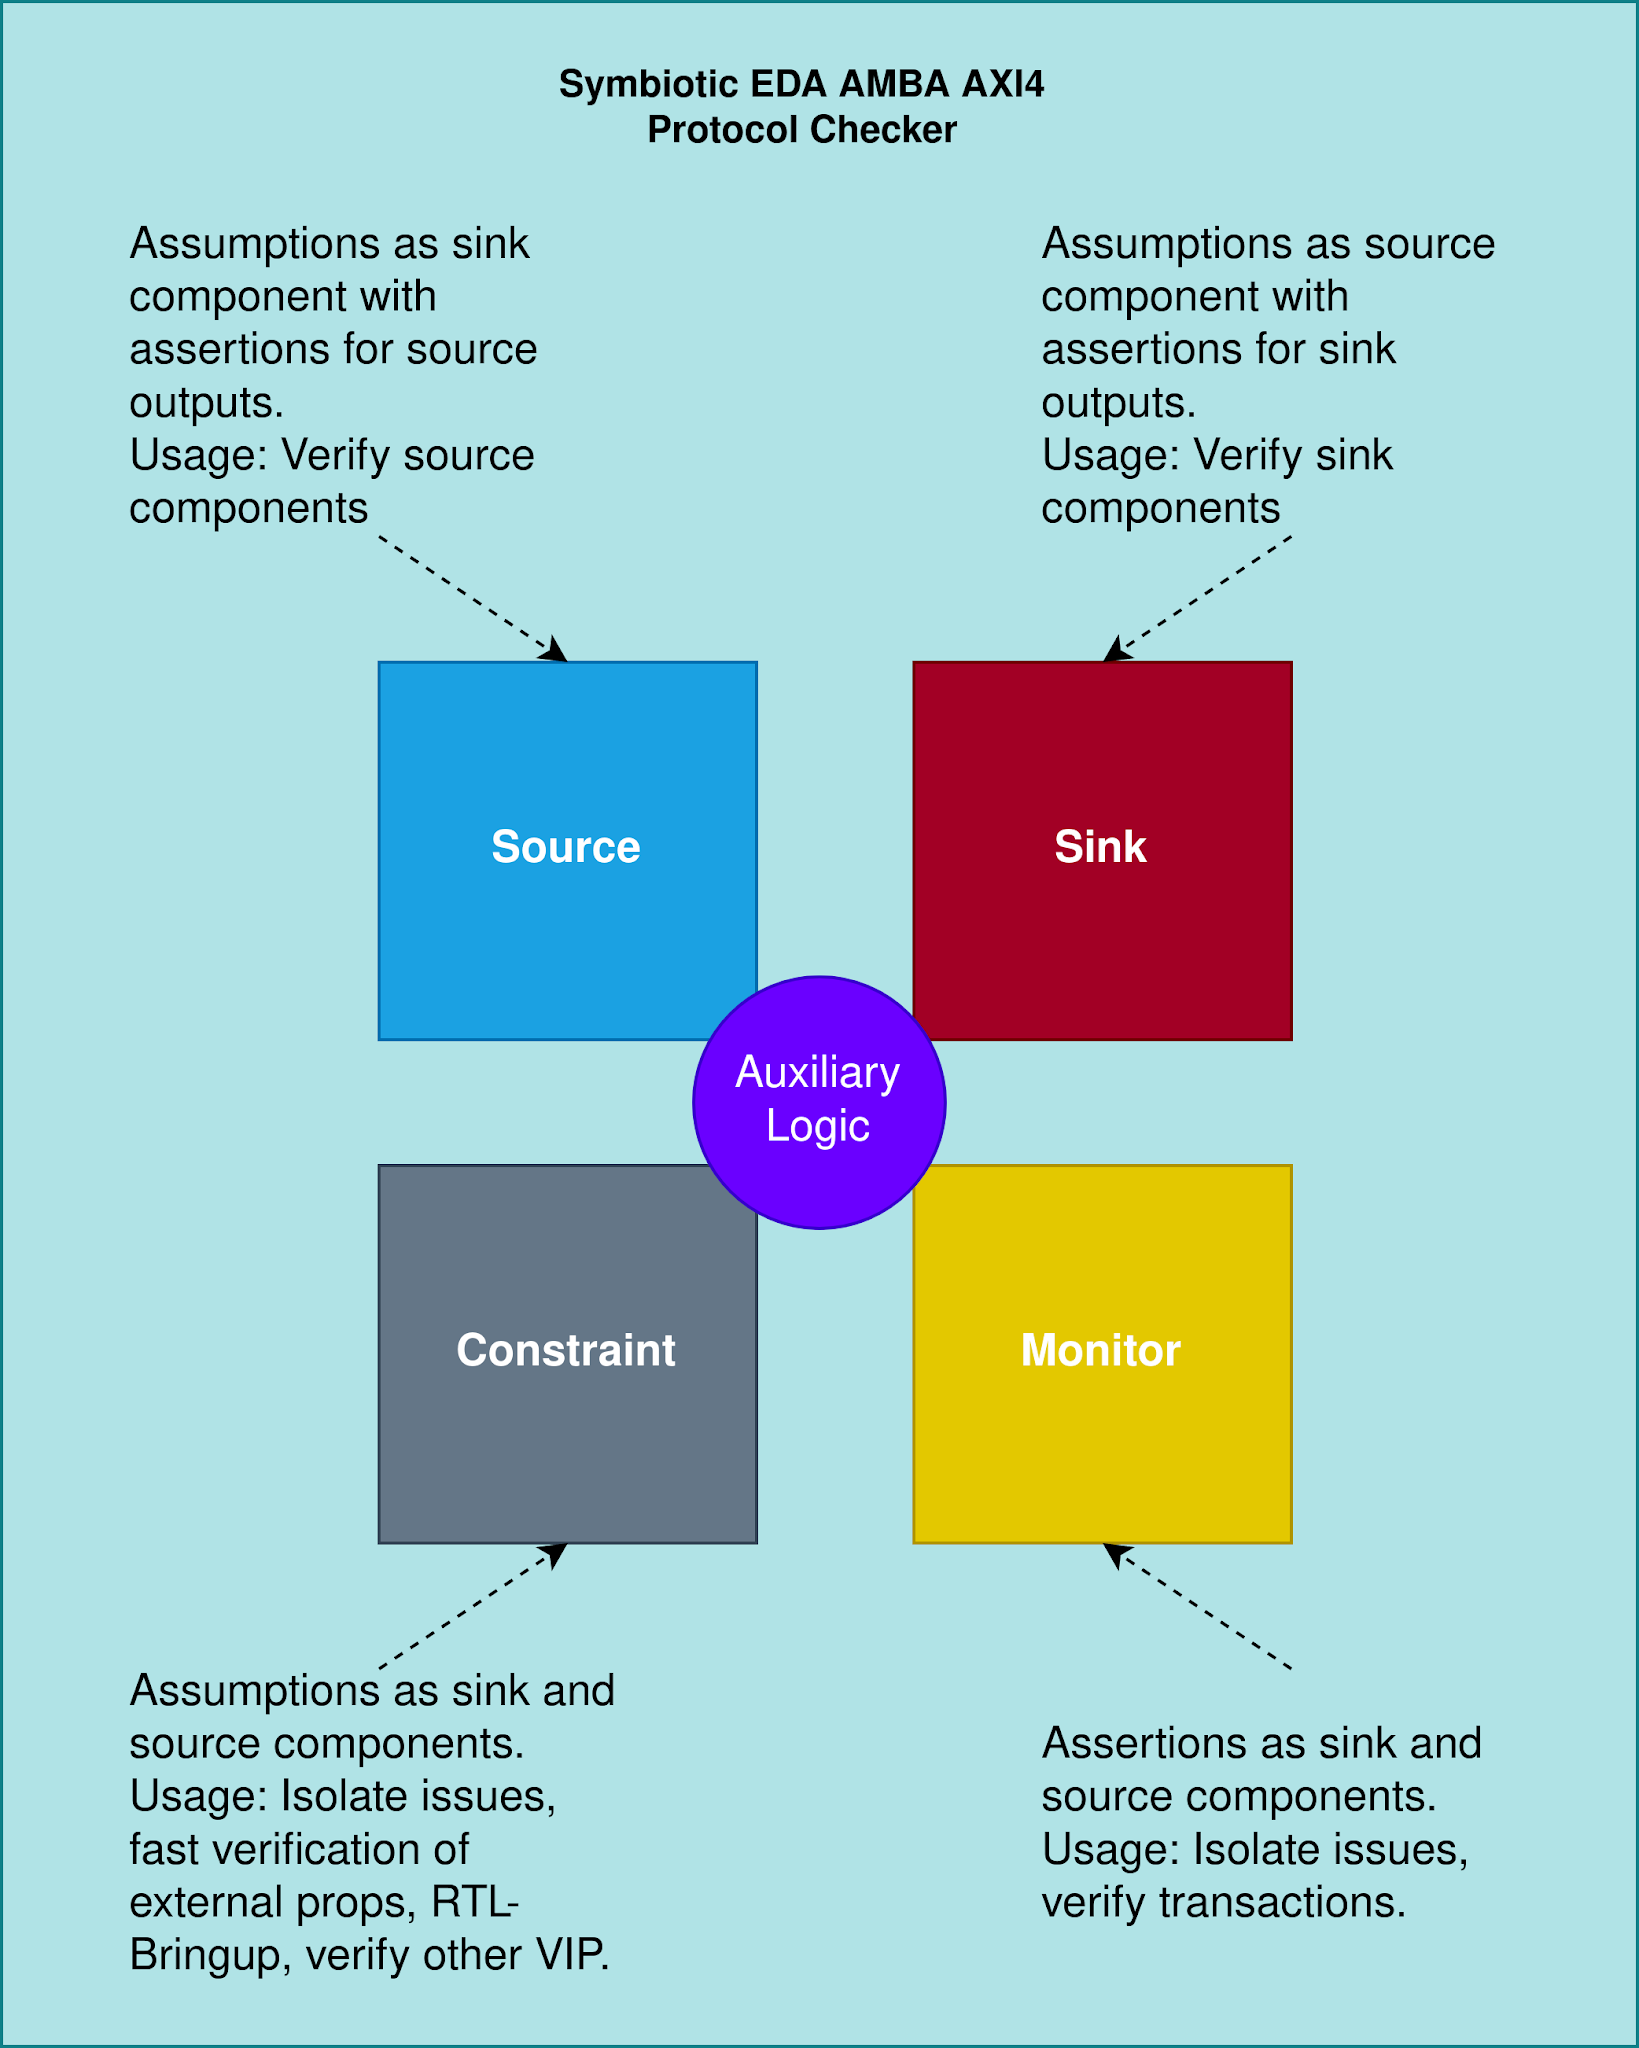 Symbiotic EDA AMBA AXI4
Protocol Checker
Assumptions as sink
component with
assertions for source
outputs.
Usage: Verify source
components
Assumptions as source
component with
assertions for sink
outputs.
Usage: Verify sink
components
Source
Sink
Auxiliary
Logic
Constraint
Monitor
Assumptions as sink and
source components.
Usage: Isolate issues,
fast verification of
external props, RTL-
Bringup, verify other VIP.
Assertions as sink and
source components.
Usage: Isolate issues,
verify transactions.